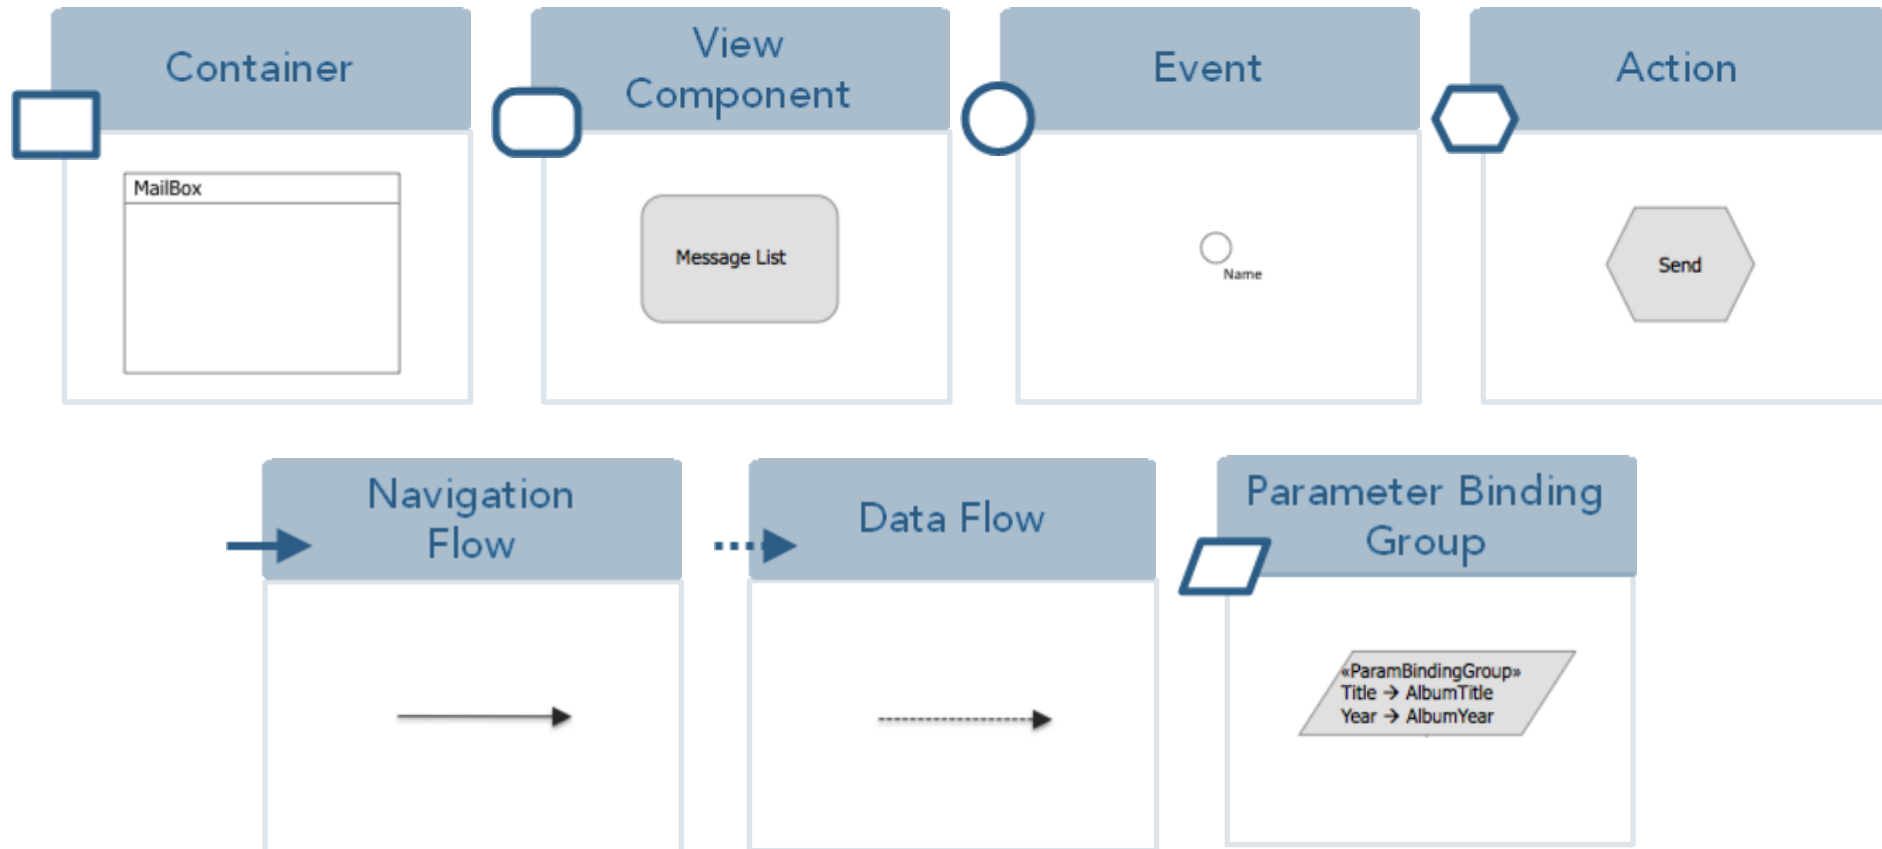 Container
View
Component
Event
Action
MailBox
Message List
Name
Send
Navigation
Flow
Data Flow
Parameter Binding
Group
«ParamBindingGroup»
Title → AlbumTitle
Year → AlbumYear